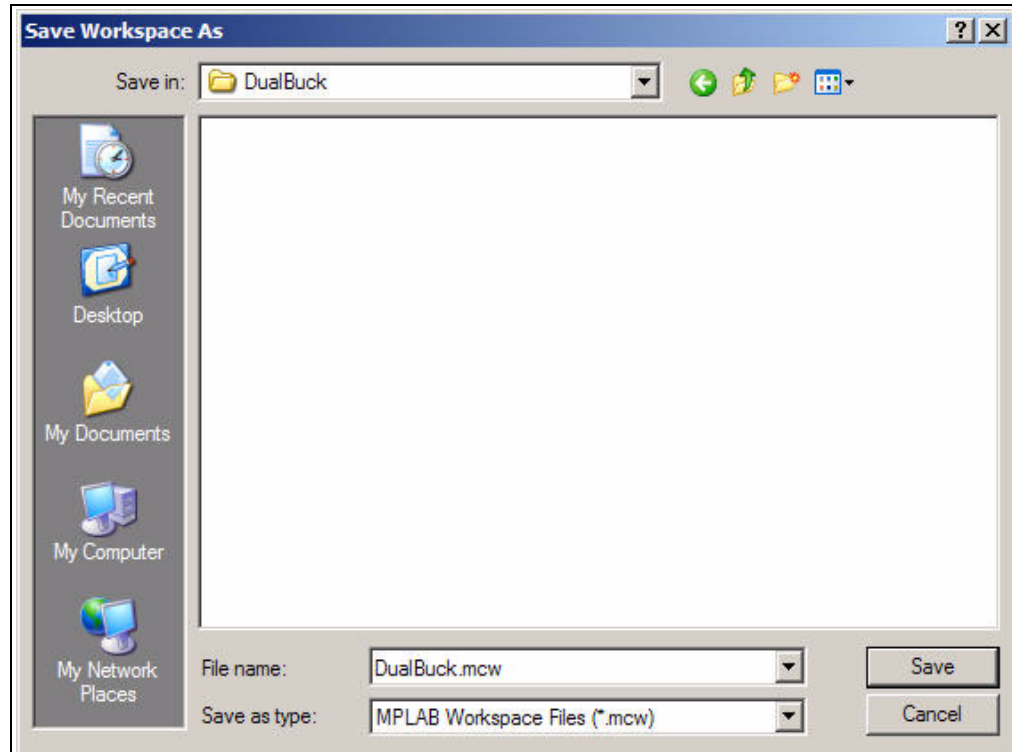 Save Workspace As
Save in: DualBuck
My Recent
Documents
Desktop
My Documents
My Computer
My Network
Places
File name: DualBuck.mcw Save
Save as type: MPLAB Workspace Files (*.mcw) Cancel